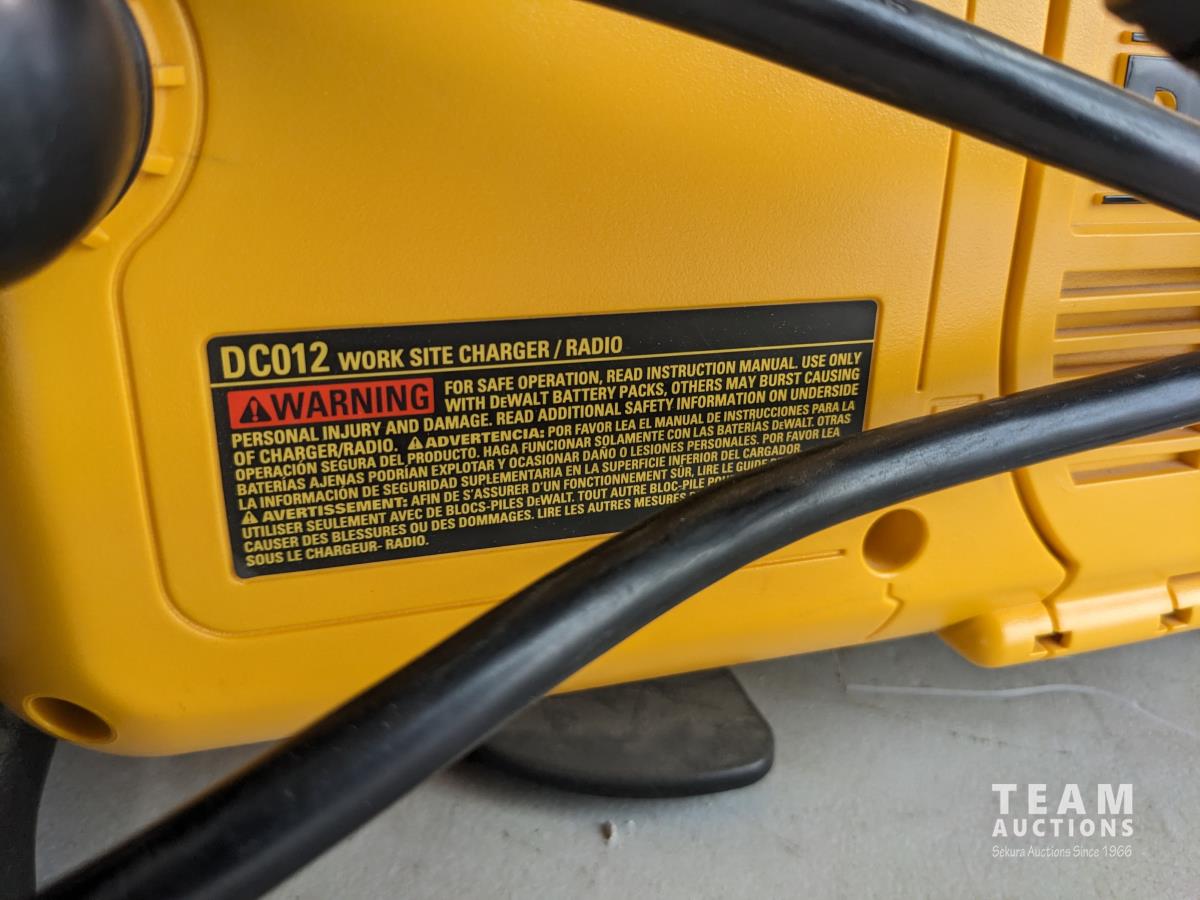 DC012 WORK SITE CHARGER / RADIO
WARNING FOR SAFE OPERATION, READ INSTRUCTION MANUAL. USE ONLY
WITH DEWALT BATTERY PACKS, OTHERS MAY BURST CAUSING
PERSONAL INJURY AND DAMAGE. READ ADDITIONAL SAFETY INFORMATION ON UNDERSIDE
OF CHARGER/RADIO. ADVERTENCIA: POR FAVOR LEA EL MANUAL DE INSTRUCCIONES PARA LA
OPERACIÓN SEGURA DEL PRODUCTO. HAGA FUNCIONAR SOLAMENTE CON LAS BATERÍAS DEWALT. OTRAS
BATERÍAS AJENAS PODRÍAN EXPLOTAR Y OCASIONAR DAÑO O LESIONES PERSONALES. POR FAVOR LEA
LA INFORMACIÓN DE SEGURIDAD SUPLEMENTARIA EN LA SUPERFICIE INFERIOR DEL CARGADOR.
AVERTISSEMENT: AFIN DE S'ASSURER D'UN FONCTIONNEMENT SÛR, LIRE LE GUIDE
UTILISER SEULEMENT AVEC DE BLOCS-PILES DEWALT. TOUT AUTRE BLOC-PILE
CAUSER DES BLESSURES OU DES DOMMAGES. LIRE LES AUTRES MESURES
SOUS LE CHARGEUR- RADIO.
TEAM
AUCTIONS
Sekura Auctions Since 1966